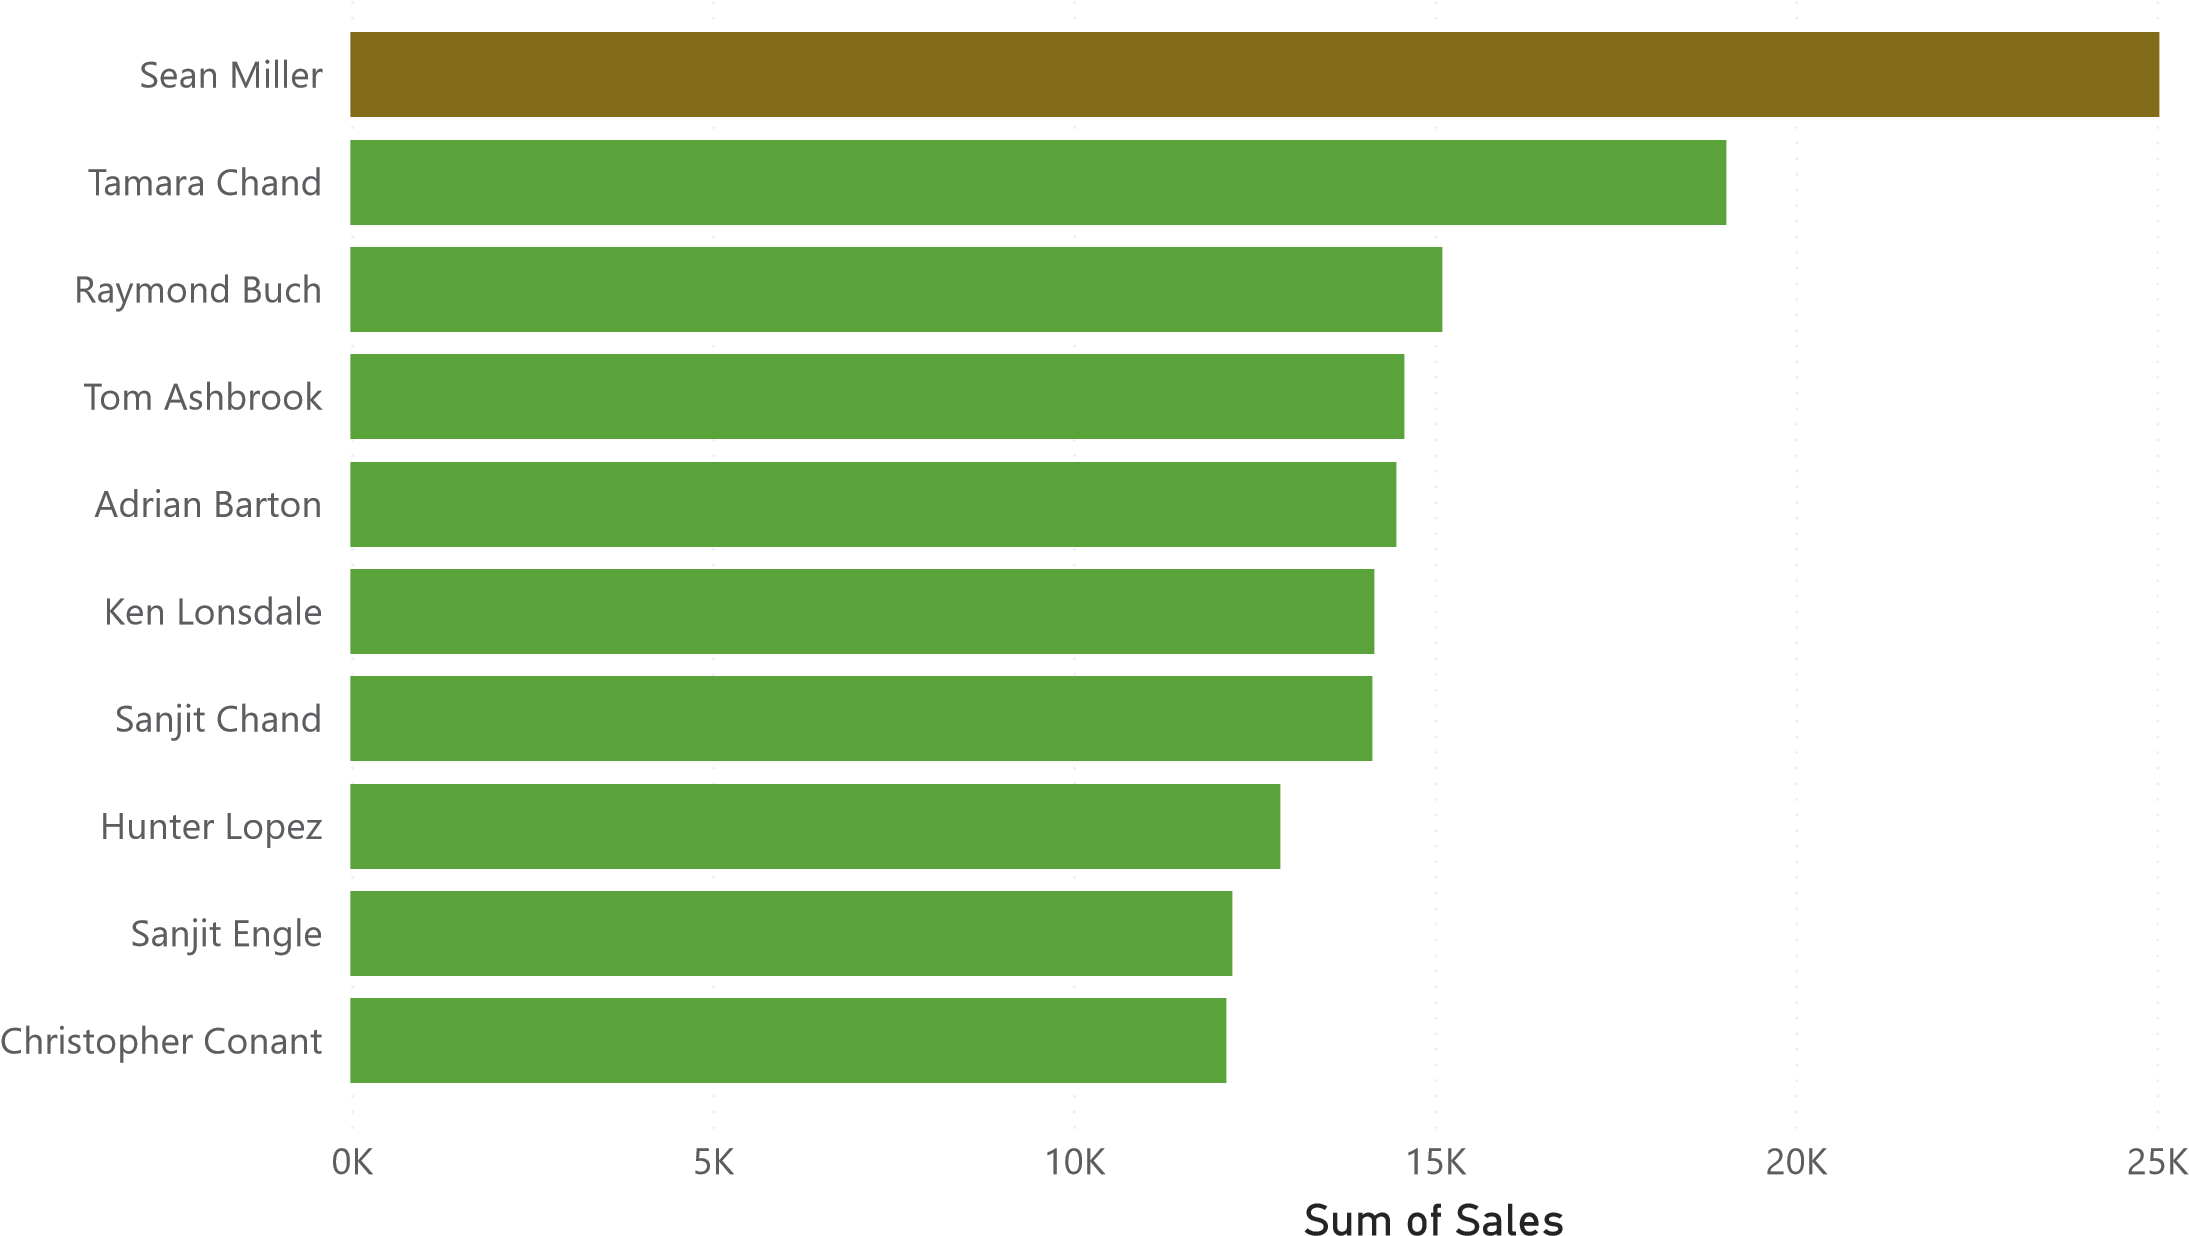 Sean Miller
Tamara Chand
Raymond Buch
Tom Ashbrook
Adrian Barton
Ken Lonsdale
Sanjit Chand
Hunter Lopez
Sanjit Engle
Christopher Conant
0K 5K 10K 15K 20K 25K
Sum of Sales